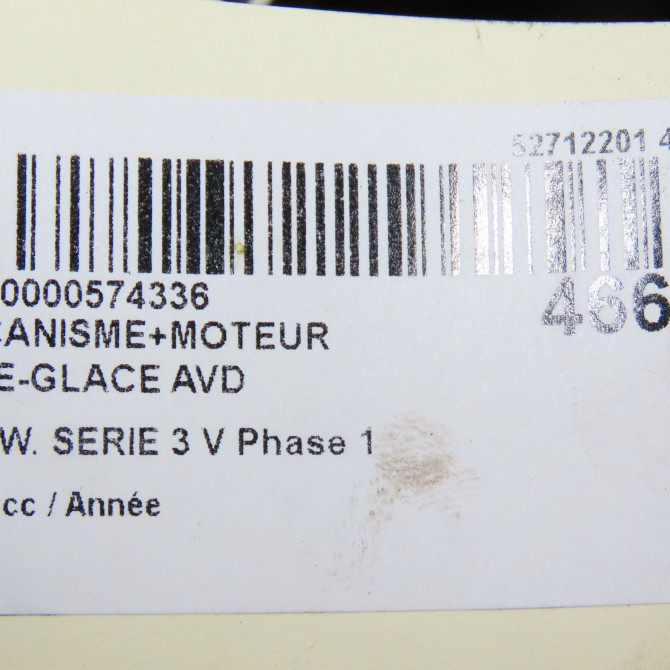 52712201 4
0000574336
466
CANISME+MOTEUR
E-GLACE AVD
W. SERIE 3 V Phase 1
cc / Année